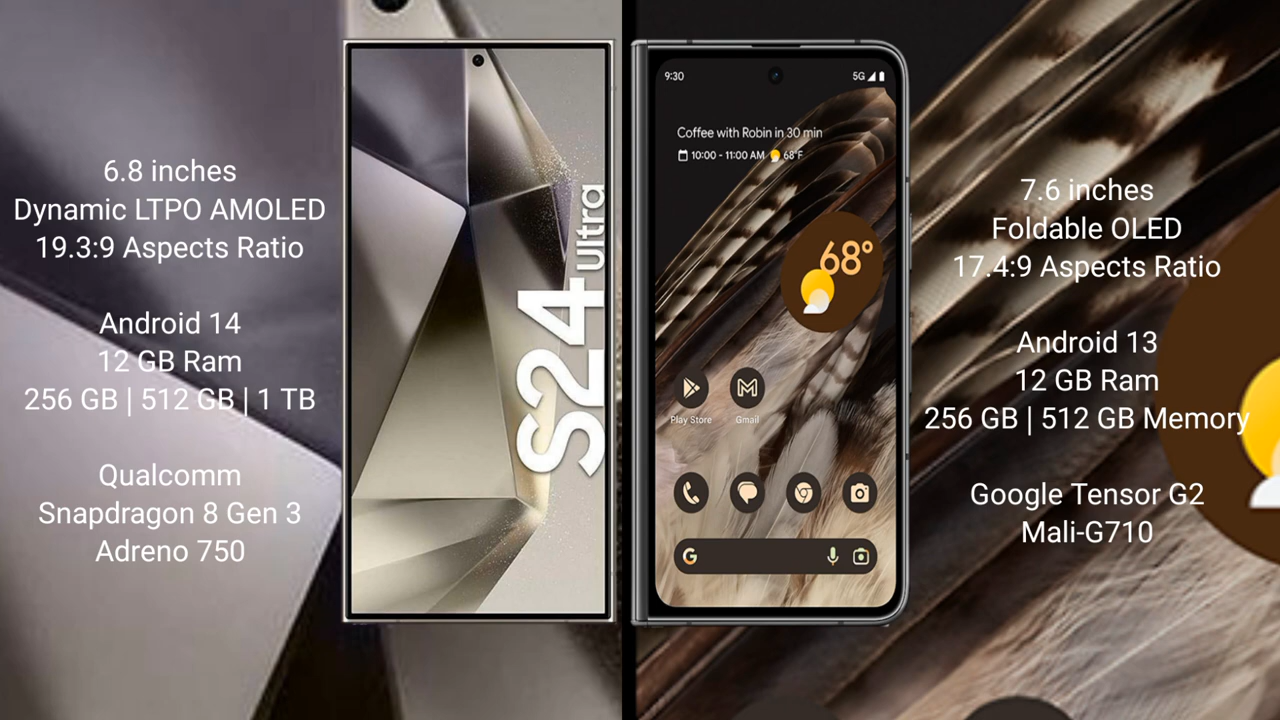 6.8 inches
Dynamic LTPO AMOLED
19.3:9 Aspects Ratio
Android 14
12 GB Ram
256 GB | 512 GB | 1 TB
Qualcomm
Snapdragon 8 Gen 3
Adreno 750
S24 Ultra
9:30
5G
Coffee with Robin in 30 min
10:00 - 11:00 AM 68°F
68°
Play Store
Gmail
G
7.6 inches
Foldable OLED
17.4:9 Aspects Ratio
Android 13
12 GB Ram
256 GB | 512 GB Memory
Google Tensor G2
Mali-G710